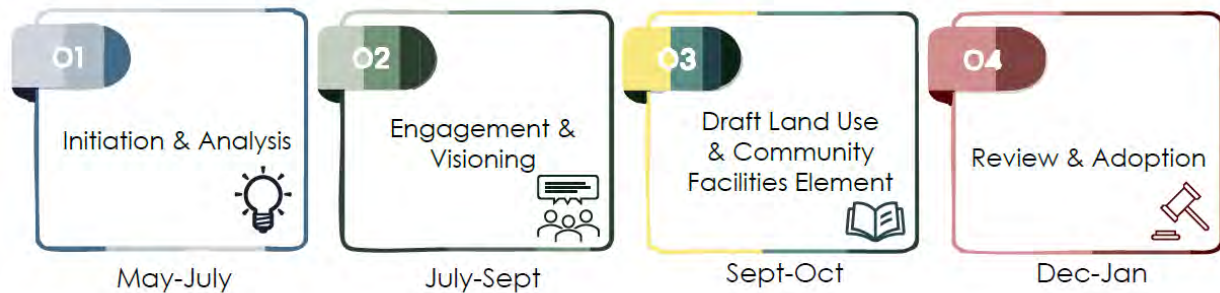 01
Initiation & Analysis
May-July
02
Engagement &
Visioning
July-Sept
03
Draft Land Use
& Community
Facilities Element
Sept-Oct
04
Review & Adoption
Dec-Jan